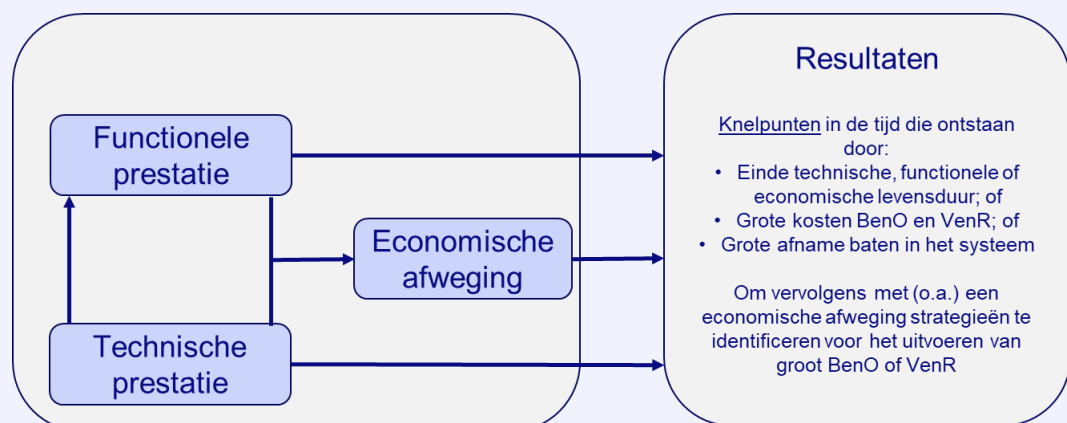 Functionele
prestatie
Economische
afweging
Technische
prestatie
Resultaten
Knelpunten in de tijd die ontstaan
door:
• Einde technische, functionele of
economische levensduur; of
• Grote kosten BenO en VenR; of
• Grote afname baten in het systeem
Om vervolgens met (o.a.) een
economische afweging strategieën te
identificeren voor het uitvoeren van
groot BenO of VenR